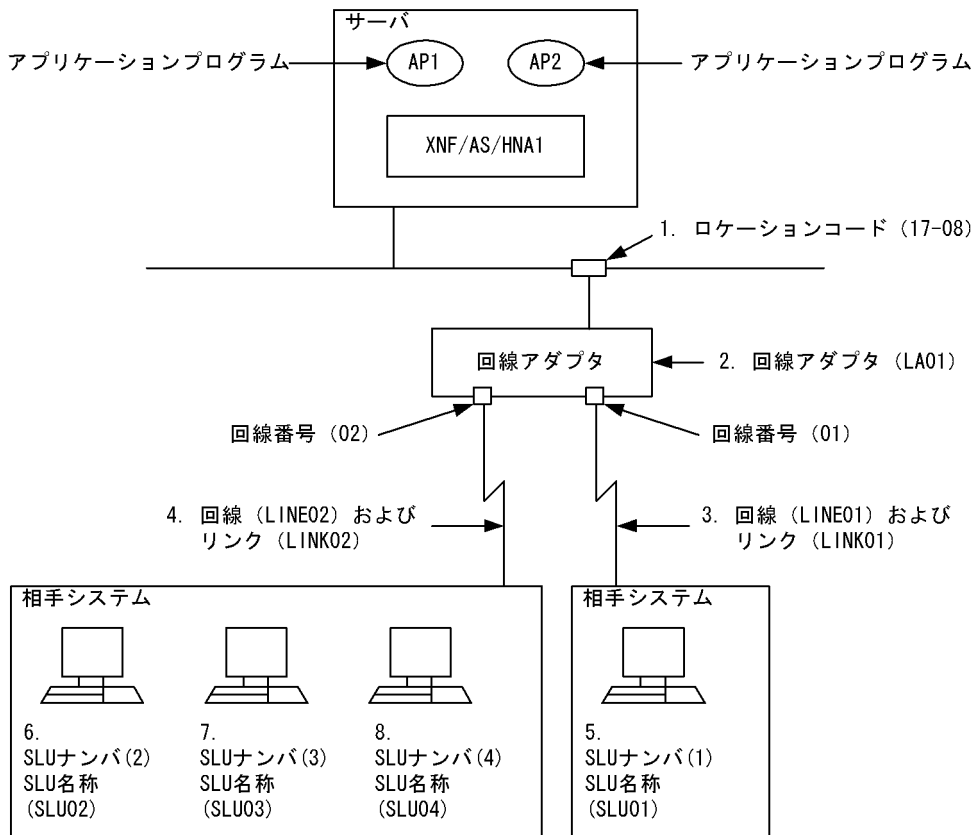 サーバ
アプリケーションプログラム
AP1
AP2
アプリケーションプログラム
XNF/AS/HNA1
1. ロケーションコード(17-08)
回線アダプタ
2. 回線アダプタ(LA01)
回線番号(02)
回線番号(01)
4. 回線(LINE02)および
リンク(LINK02)
3. 回線(LINE01)および
リンク(LINK01)
相手システム
相手システム
6.
SLUナンバ(2)
SLU名称
(SLU02)
7.
SLUナンバ(3)
SLU名称
(SLU03)
8.
SLUナンバ(4)
SLU名称
(SLU04)
5.
SLUナンバ(1)
SLU名称
(SLU01)